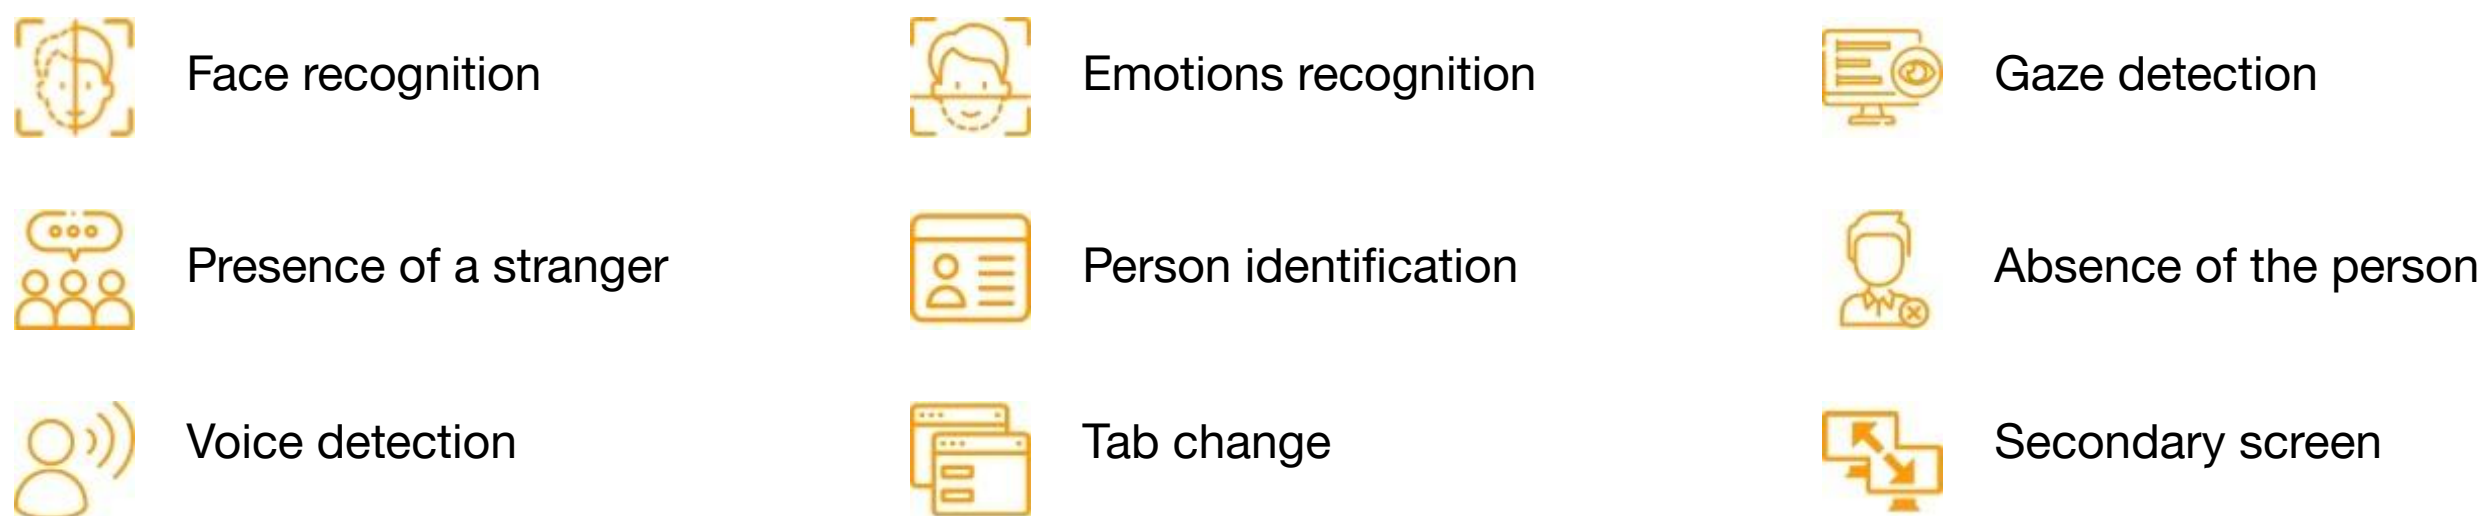 Face recognition
Emotions recognition
Gaze detection
Presence of a stranger
Person identification
Absence of the person
Voice detection
Tab change
Secondary screen